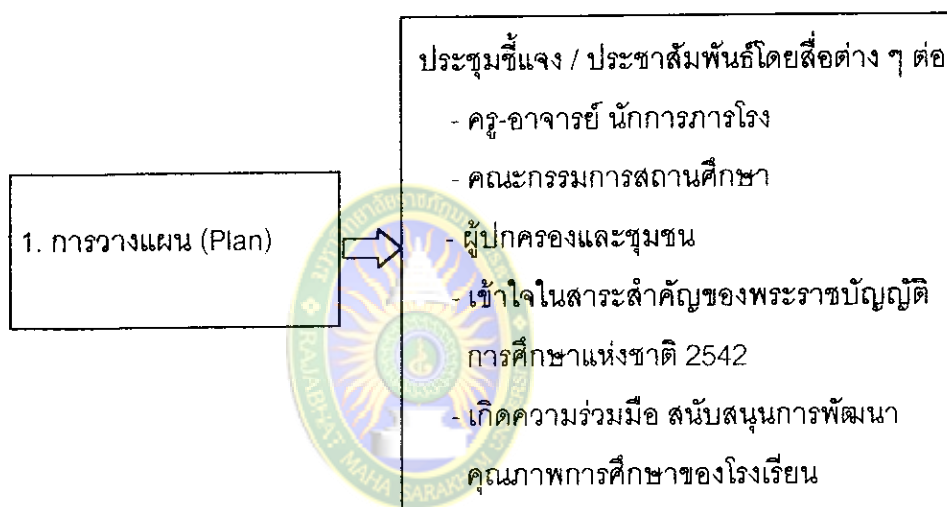 ประชุมชี้แจง / ประชาสัมพันธ์โดยสื่อต่าง ๆ ต่อ
- ครู-อาจารย์ นักการภารโรง
- คณะกรรมการสถานศึกษา
1. การวางแผน (Plan)
- ผู้ปกครองและชุมชน
- เข้าใจในสาระสำคัญของพระราชบัญญัติ
การศึกษาแห่งชาติ 2542
- เกิดความร่วมมือ สนับสนุนการพัฒนา
คุณภาพการศึกษาของโรงเรียน
RAJABHAT MAHA SARAKHAM UNIVERSITY